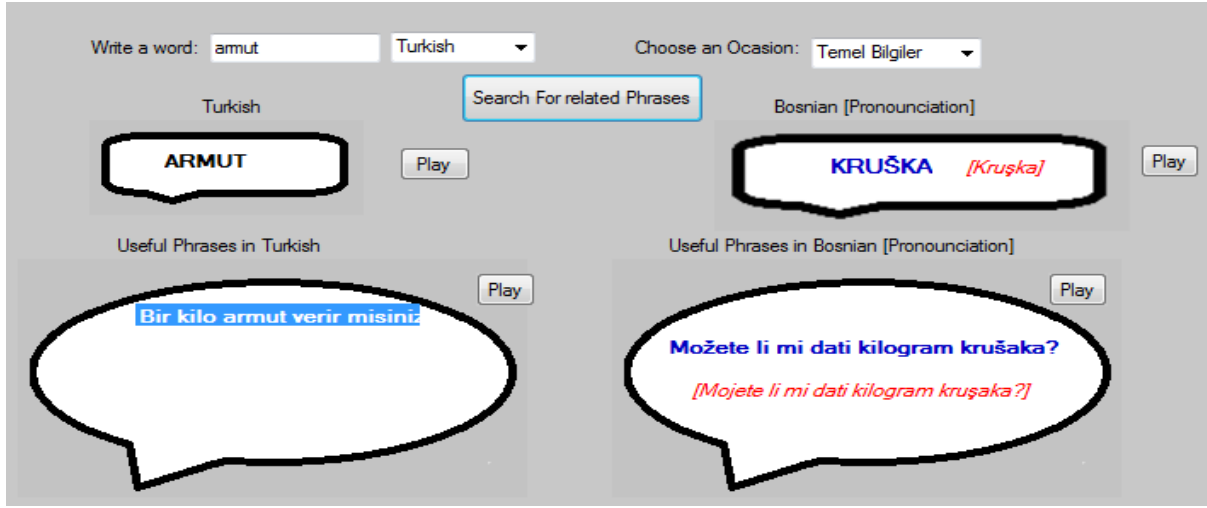 Write a word: armut Turkish Choose an Ocasion: Temel Bilgiler
Search For related Phrases
Turkish Bosnian [Pronounciation]
ARMUT Play KRUŠKA [Kruşka] Play
Useful Phrases in Turkish Useful Phrases in Bosnian [Pronounciation]
Play Play
Bir kilo armut verir misiniz
Možete li mi dati kilogram krušaka?
[Mojete li mi dati kilogram kruşaka?]